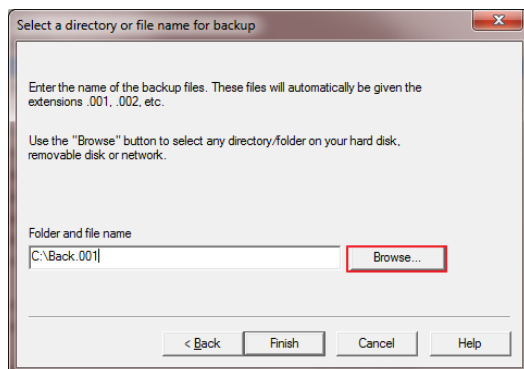 Select a directory or file name for backup
Enter the name of the backup files. These files will automatically be given the
extensions .001, .002, etc.
Use the "Browse" button to select any directory/folder on your hard disk,
removable disk or network.
Folder and file name
C:\Back.001
Browse...
< Back
Finish
Cancel
Help